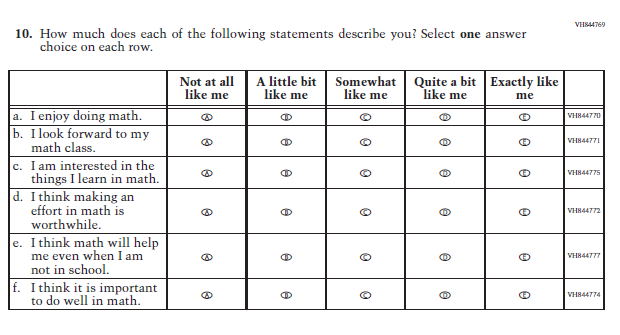 VH844769
10. How much does each of the following statements describe you? Select one answer
choice on each row.
Not at all like me A little bit like me Somewhat like me Quite a bit like me Exactly like me
a. I enjoy doing math. A B C D E VH844770
b. I look forward to my
math class. A B C D E VH844771
c. I am interested in the
things I learn in math. A B C D E VH844775
d. I think making an
effort in math is
worthwhile. A B C D E VH844772
e. I think math will help
me even when I am
not in school. A B C D E VH844777
f. I think it is important
to do well in math. A B C D E VH844774